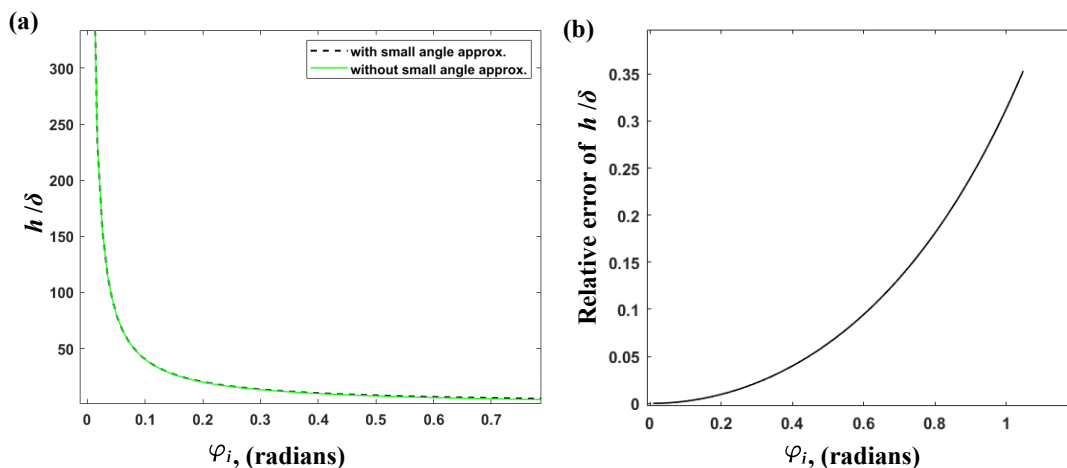 (a)
with small angle approx.
without small angle approx.
300
250
200
150
100
50
h /δ
0 0.1 0.2 0.3 0.4 0.5 0.6 0.7
φi, (radians)
(b)
0.35
0.3
0.25
0.2
0.15
0.1
0.05
0
Relative error of h /δ
0 0.2 0.4 0.6 0.8 1
φi, (radians)